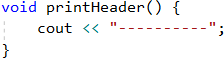 void printHeader() {
    cout << "----------";
}